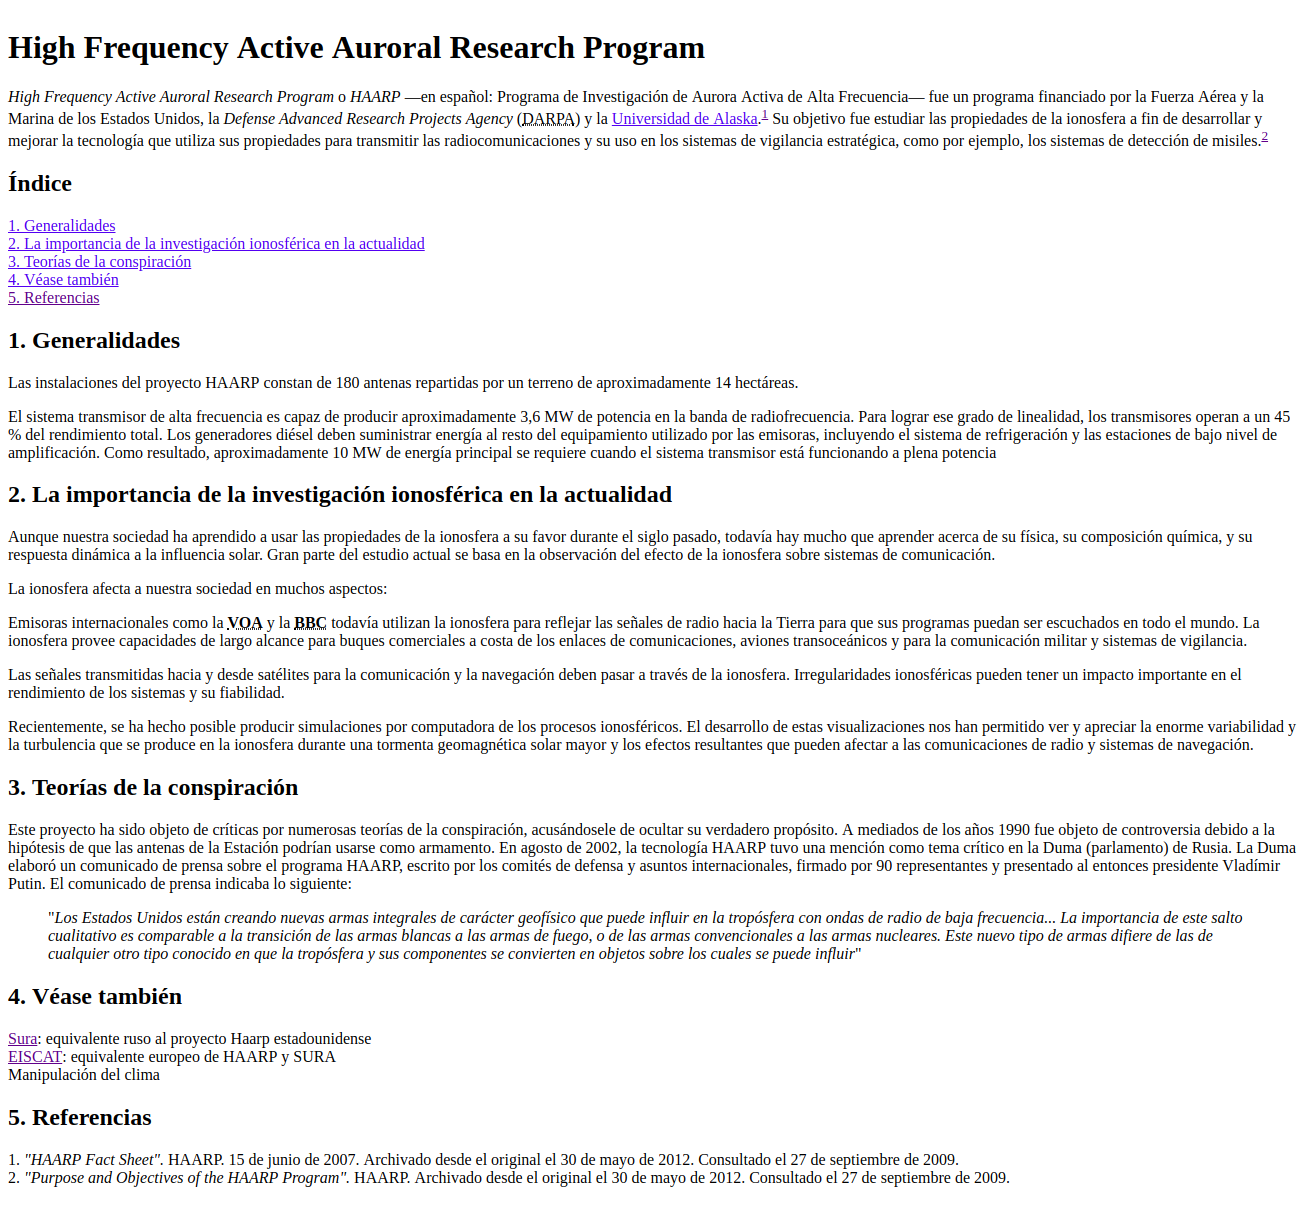 High Frequency Active Auroral Research Program
High Frequency Active Auroral Research Program o HAARP —en español: Programa de Investigación de Aurora Activa de Alta Frecuencia— fue un programa financiado por la Fuerza Aérea y la
Marina de los Estados Unidos, la Defense Advanced Research Projects Agency (DARPA) y la Universidad de Alaska.1 Su objetivo fue estudiar las propiedades de la ionosfera a fin de desarrollar y
mejorar la tecnología que utiliza sus propiedades para transmitir las radiocomunicaciones y su uso en los sistemas de vigilancia estratégica, como por ejemplo, los sistemas de detección de misiles.2
Índice
1. Generalidades
2. La importancia de la investigación ionosférica en la actualidad
3. Teorías de la conspiración
4. Véase también
5. Referencias
1. Generalidades
Las instalaciones del proyecto HAARP constan de 180 antenas repartidas por un terreno de aproximadamente 14 hectáreas.
El sistema transmisor de alta frecuencia es capaz de producir aproximadamente 3,6 MW de potencia en la banda de radiofrecuencia. Para lograr ese grado de linealidad, los transmisores operan a un 45
% del rendimiento total. Los generadores diésel deben suministrar energía al resto del equipamiento utilizado por las emisoras, incluyendo el sistema de refrigeración y las estaciones de bajo nivel de
amplificación. Como resultado, aproximadamente 10 MW de energía principal se requiere cuando el sistema transmisor está funcionando a plena potencia
2. La importancia de la investigación ionosférica en la actualidad
Aunque nuestra sociedad ha aprendido a usar las propiedades de la ionosfera a su favor durante el siglo pasado, todavía hay mucho que aprender acerca de su física, su composición química, y su
respuesta dinámica a la influencia solar. Gran parte del estudio actual se basa en la observación del efecto de la ionosfera sobre sistemas de comunicación.
La ionosfera afecta a nuestra sociedad en muchos aspectos:
Emisoras internacionales como la VOA y la BBC todavía utilizan la ionosfera para reflejar las señales de radio hacia la Tierra para que sus programas puedan ser escuchados en todo el mundo. La
ionosfera provee capacidades de largo alcance para buques comerciales a costa de los enlaces de comunicaciones, aviones transoceánicos y para la comunicación militar y sistemas de vigilancia.
Las señales transmitidas hacia y desde satélites para la comunicación y la navegación deben pasar a través de la ionosfera. Irregularidades ionosféricas pueden tener un impacto importante en el
rendimiento de los sistemas y su fiabilidad.
Recientemente, se ha hecho posible producir simulaciones por computadora de los procesos ionosféricos. El desarrollo de estas visualizaciones nos han permitido ver y apreciar la enorme variabilidad y
la turbulencia que se produce en la ionosfera durante una tormenta geomagnética solar mayor y los efectos resultantes que pueden afectar a las comunicaciones de radio y sistemas de navegación.
3. Teorías de la conspiración
Este proyecto ha sido objeto de críticas por numerosas teorías de la conspiración, acusándosele de ocultar su verdadero propósito. A mediados de los años 1990 fue objeto de controversia debido a la
hipótesis de que las antenas de la Estación podrían usarse como armamento. En agosto de 2002, la tecnología HAARP tuvo una mención como tema crítico en la Duma (parlamento) de Rusia. La Duma
elaboró un comunicado de prensa sobre el programa HAARP, escrito por los comités de defensa y asuntos internacionales, firmado por 90 representantes y presentado al entonces presidente Vladímir
Putin. El comunicado de prensa indicaba lo siguiente:
"Los Estados Unidos están creando nuevas armas integrales de carácter geofísico que puede influir en la tropósfera con ondas de radio de baja frecuencia... La importancia de este salto
cualitativo es comparable a la transición de las armas blancas a las armas de fuego, o de las armas convencionales a las armas nucleares. Este nuevo tipo de armas difiere de las de
cualquier otro tipo conocido en que la tropósfera y sus componentes se convierten en objetos sobre los cuales se puede influir"
4. Véase también
Sura: equivalente ruso al proyecto Haarp estadounidense
EISCAT: equivalente europeo de HAARP y SURA
Manipulación del clima
5. Referencias
1. "HAARP Fact Sheet". HAARP. 15 de junio de 2007. Archivado desde el original el 30 de mayo de 2012. Consultado el 27 de septiembre de 2009.
2. "Purpose and Objectives of the HAARP Program". HAARP. Archivado desde el original el 30 de mayo de 2012. Consultado el 27 de septiembre de 2009.